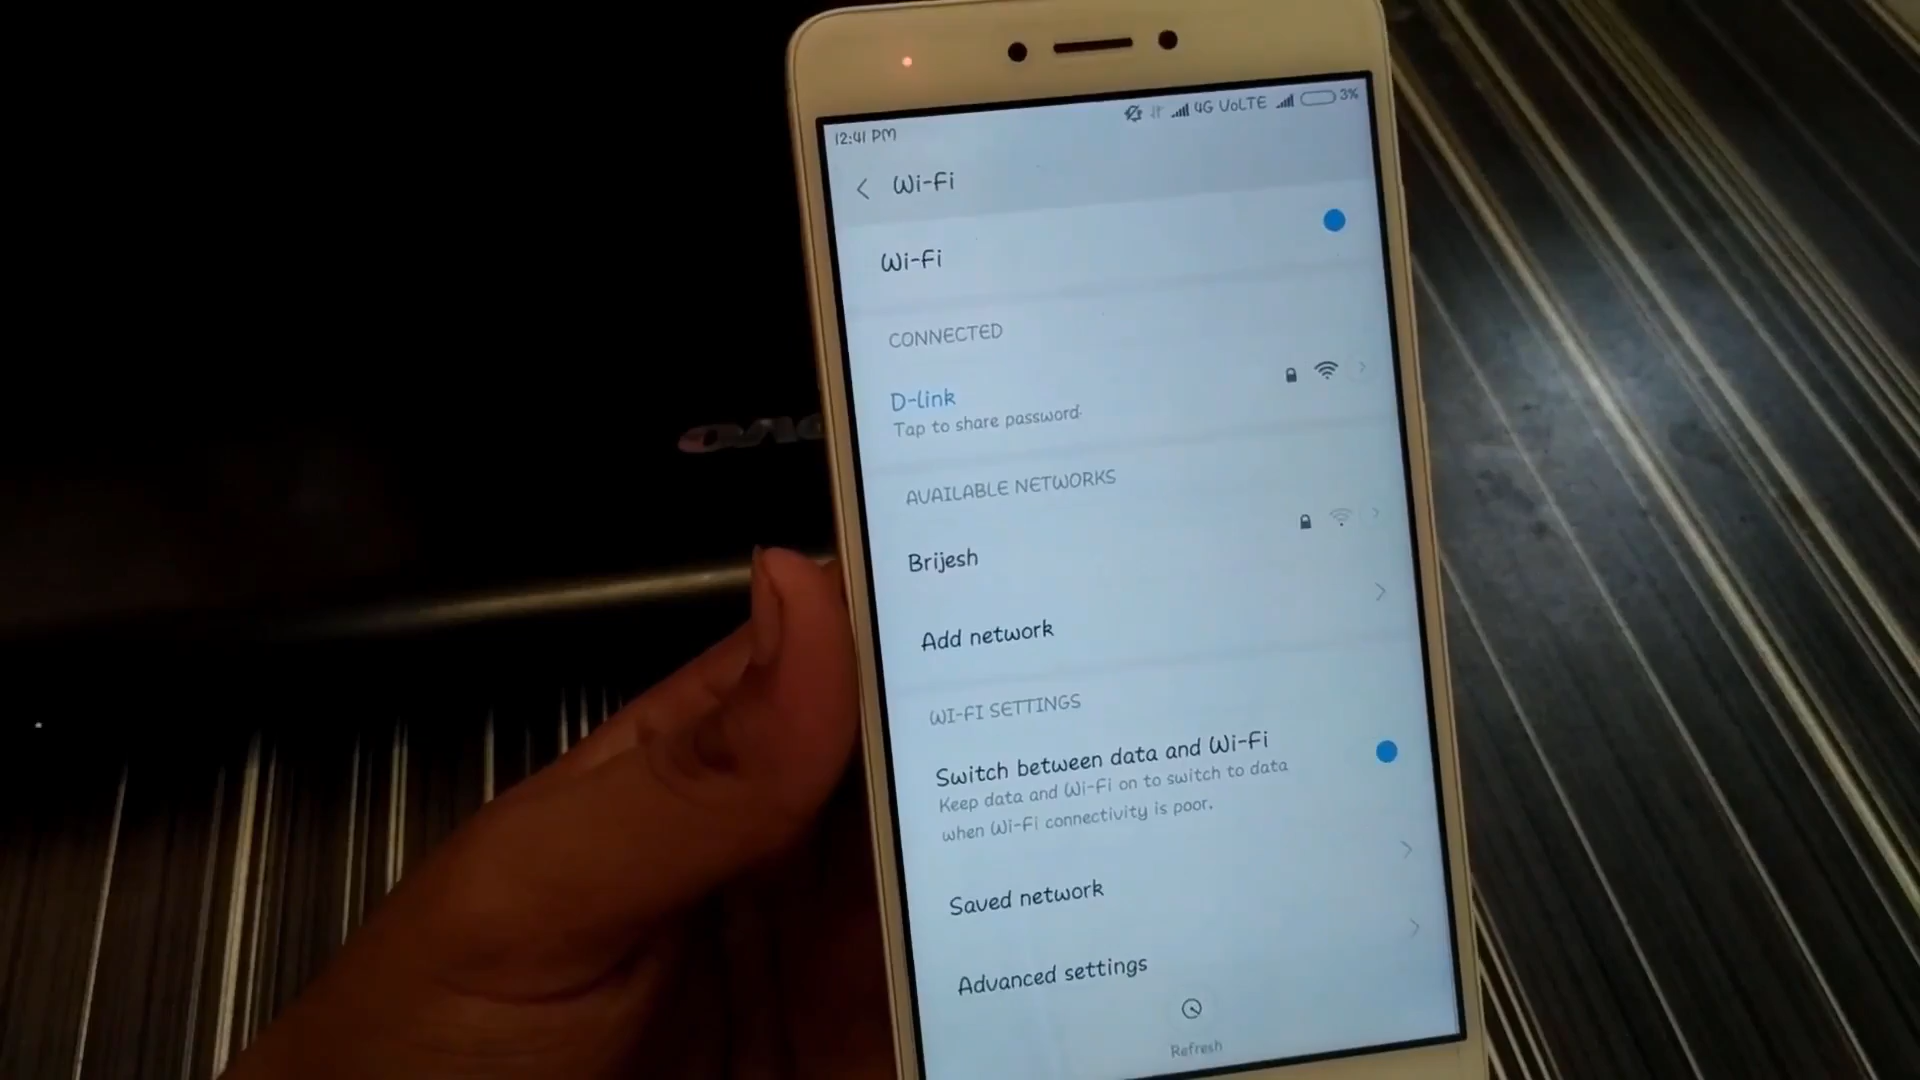 12:41 PM 4G VoLTE 3%
Wi-Fi
Wi-Fi
CONNECTED
D-link
Tap to share password
AVAILABLE NETWORKS
Brijesh
Add network
WI-FI SETTINGS
Switch between data and Wi-Fi
Keep data and Wi-Fi on to switch to data
when Wi-Fi connectivity is poor.
Saved network
Advanced settings
Refresh